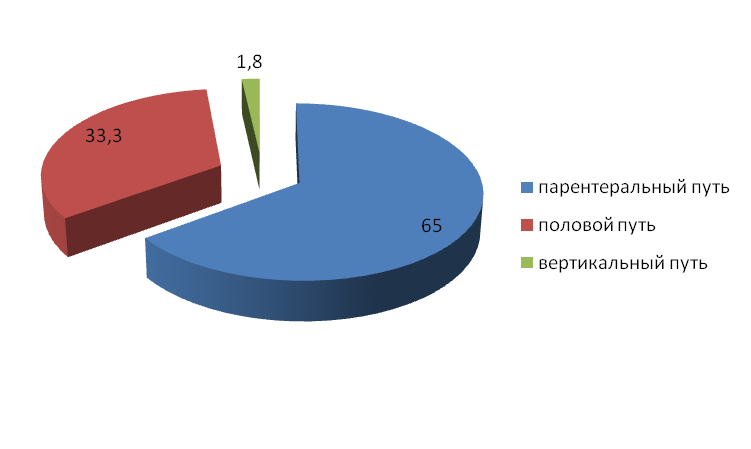 1,8
33,3
65
парентеральный путь
половой путь
вертикальный путь